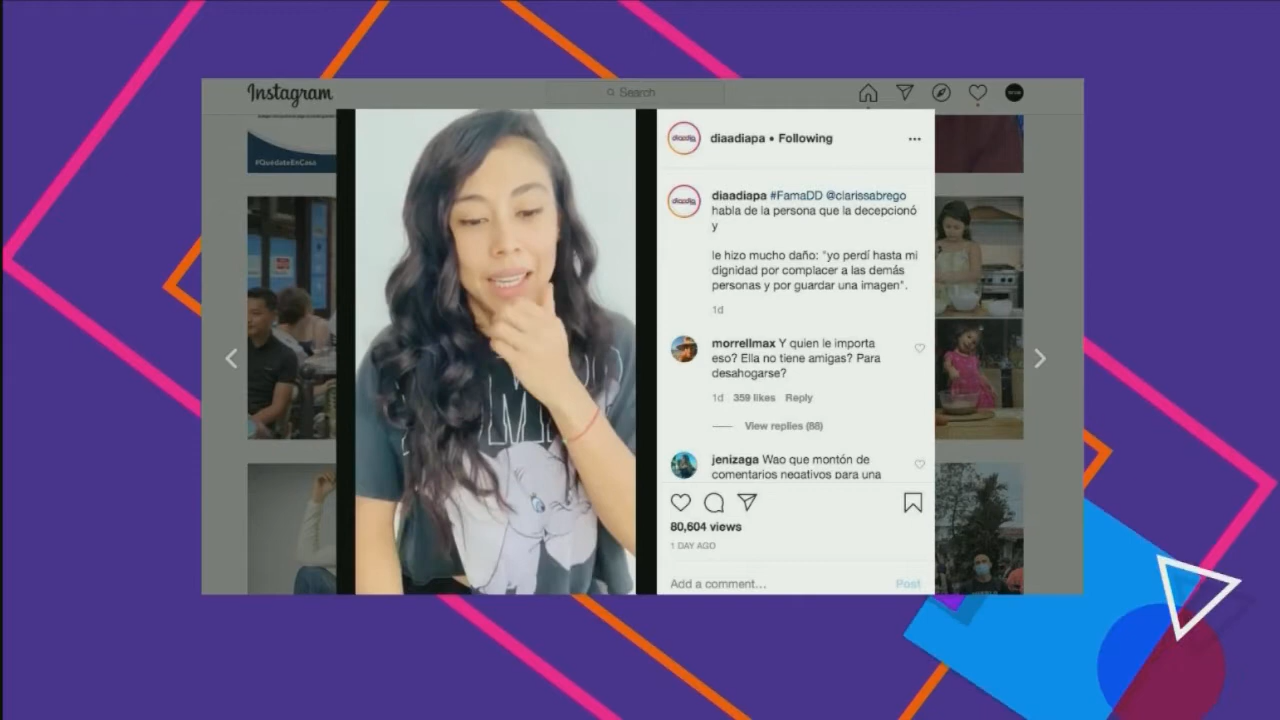 Instagram
Search
#QuedateEnCasa
diaadiapa • Following
diaadiapa #FamaDD @clarissabrego
habla de la persona que la decepcionó
y
le hizo mucho daño: "yo perdí hasta mi
dignidad por complacer a las demás
personas y por guardar una imagen".
1d
morrellmax Y quien le importa
eso? Ella no tiene amigas? Para
desahogarse?
1d 359 likes Reply
View replies (88)
jenizaga Wao que montón de
comentarios negativos para una
80,604 views
1 DAY AGO
Add a comment...
Post